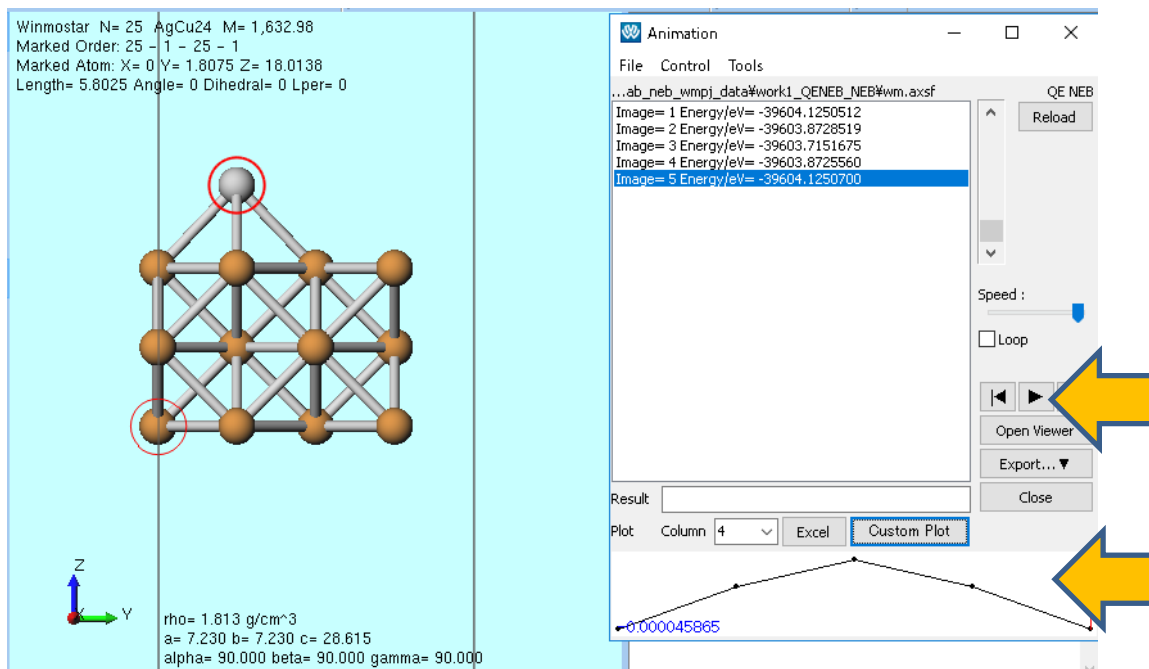 Winmostar N= 25 AgCu24 M= 1,632.98
Marked Order: 25 - 1 - 25 - 1
Marked Atom: X= 0 Y= 1.8075 Z= 18.0138
Length= 5.8025 Angle= 0 Dihedral= 0 Lper= 0
Z
X Y
rho= 1.813 g/cm^3
a= 7.230 b= 7.230 c= 28.615
alpha= 90.000 beta= 90.000 gamma= 90.000
Animation
File Control Tools
...ab_neb_wmpj_data¥work1_QENEB_NEB¥wm.axsf QE NEB
Image= 1 Energy/eV= -39604.1250512
Image= 2 Energy/eV= -39603.8728519
Image= 3 Energy/eV= -39603.7151675
Image= 4 Energy/eV= -39603.8725560
Image= 5 Energy/eV= -39604.1250700
Reload
Speed :
Loop
Open Viewer
Export...▼
Close
Result
Plot Column 4 Excel Custom Plot
-0.000045865